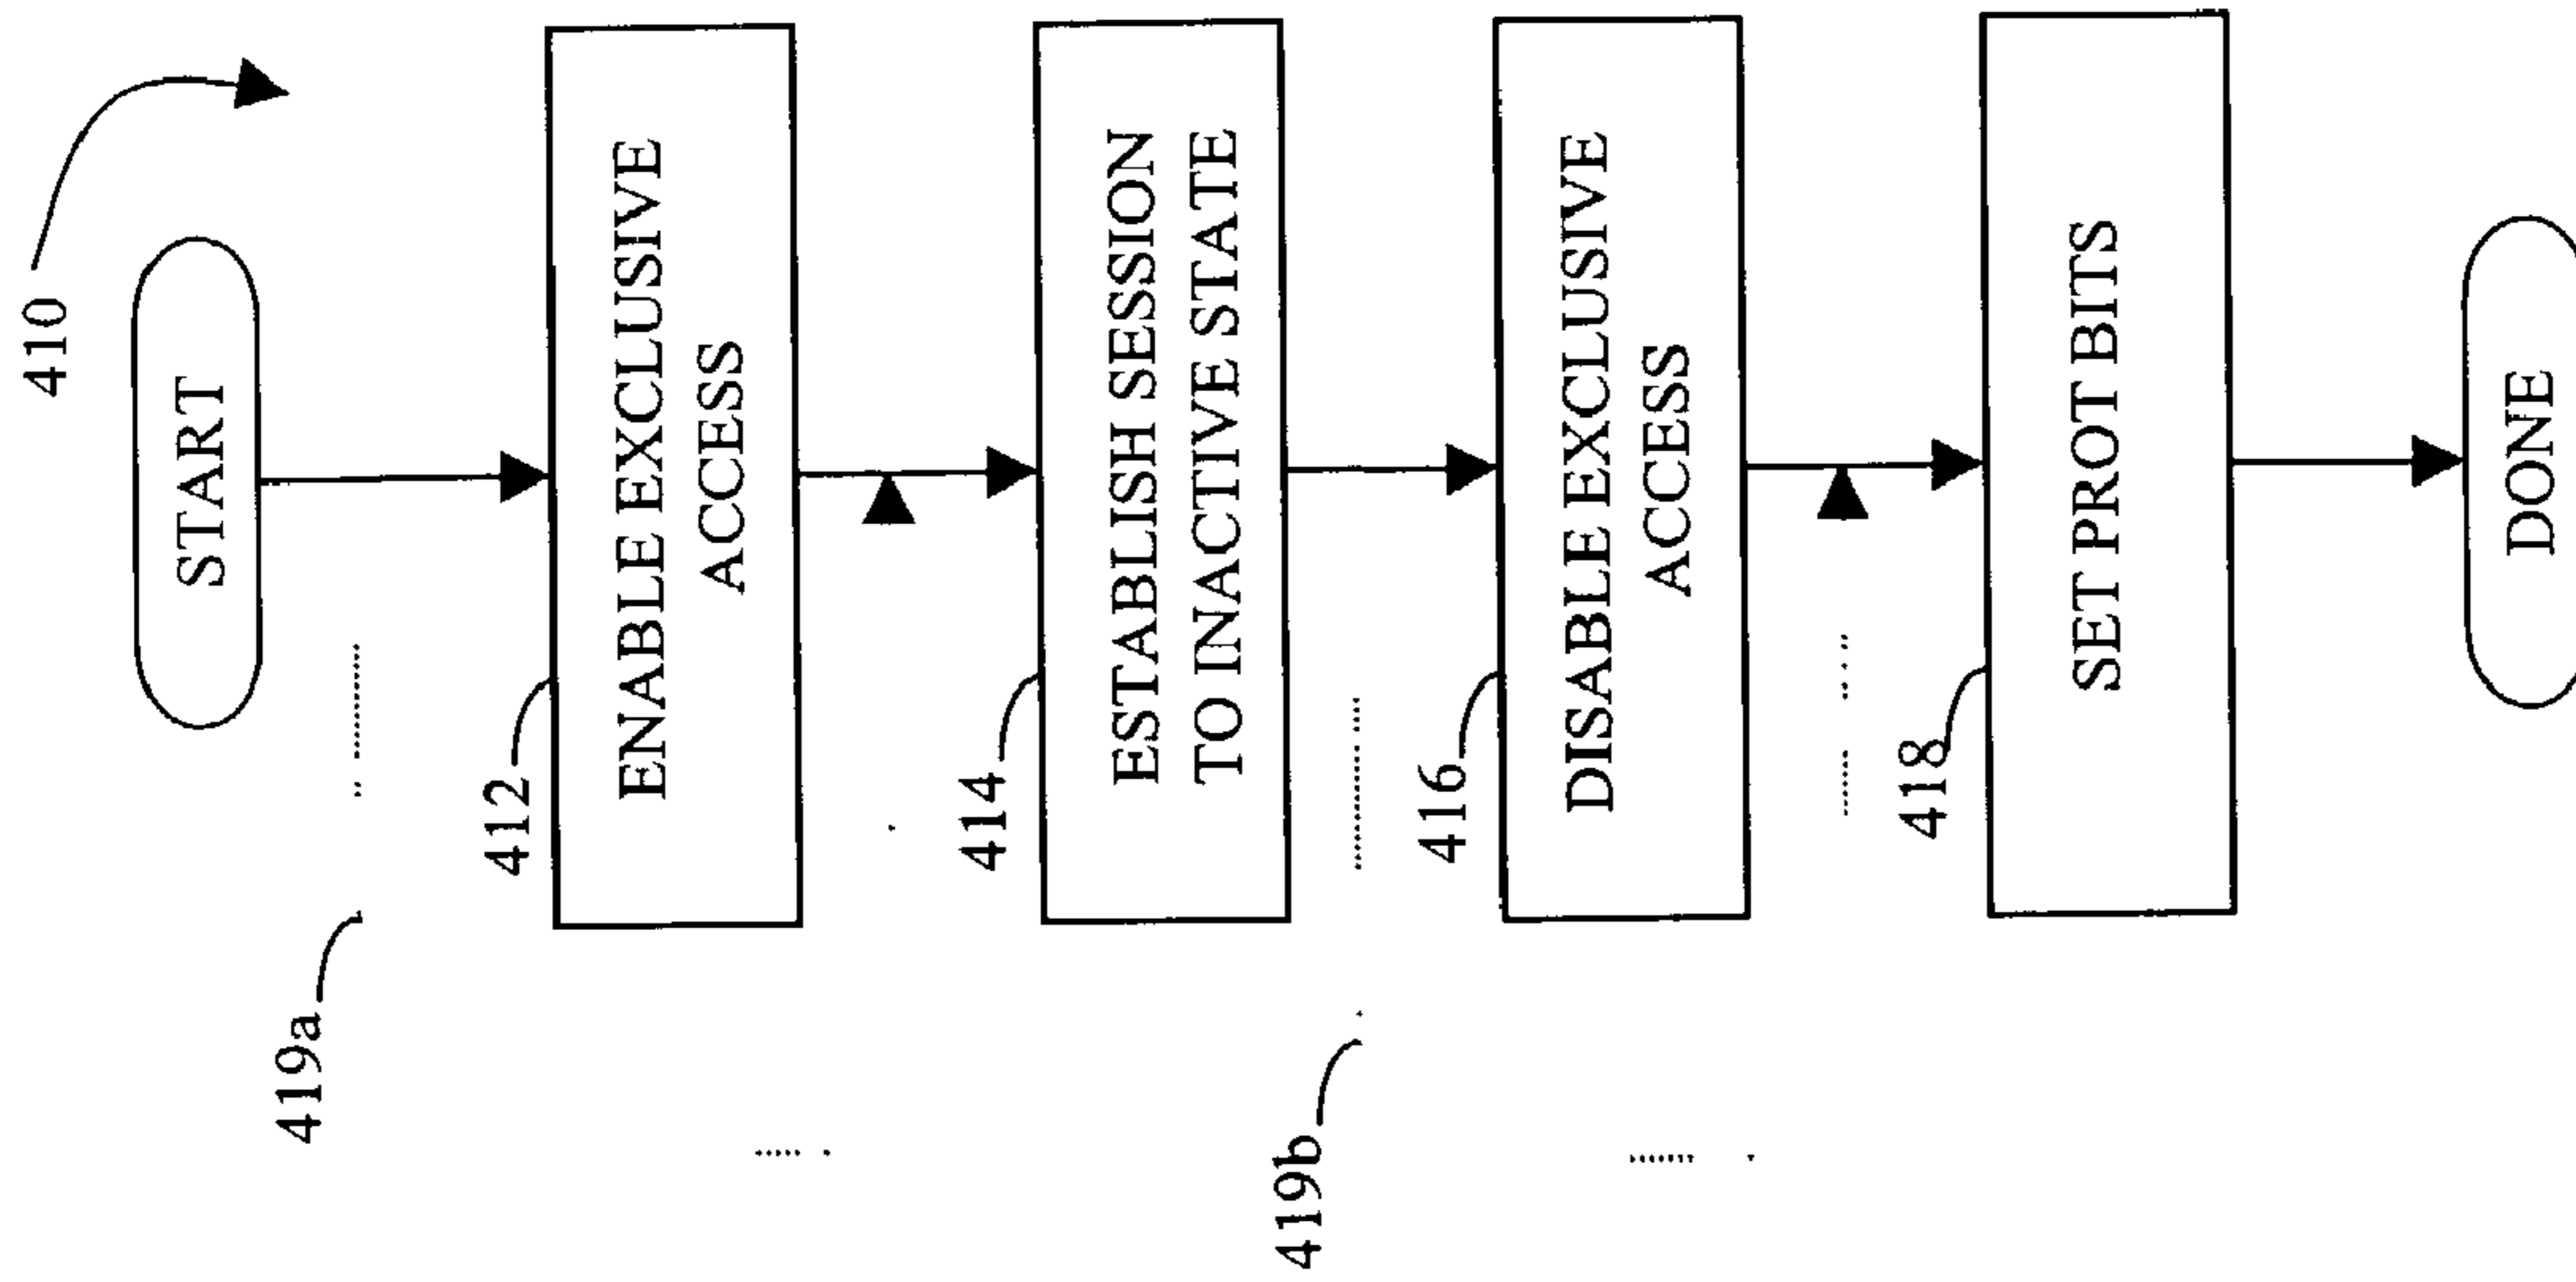 410
START
419a
412
ENABLE EXCLUSIVE
ACCESS
414
ESTABLISH SESSION
TO INACTIVE STATE
419b
416
DISABLE EXCLUSIVE
ACCESS
418
SET PROT BITS
DONE